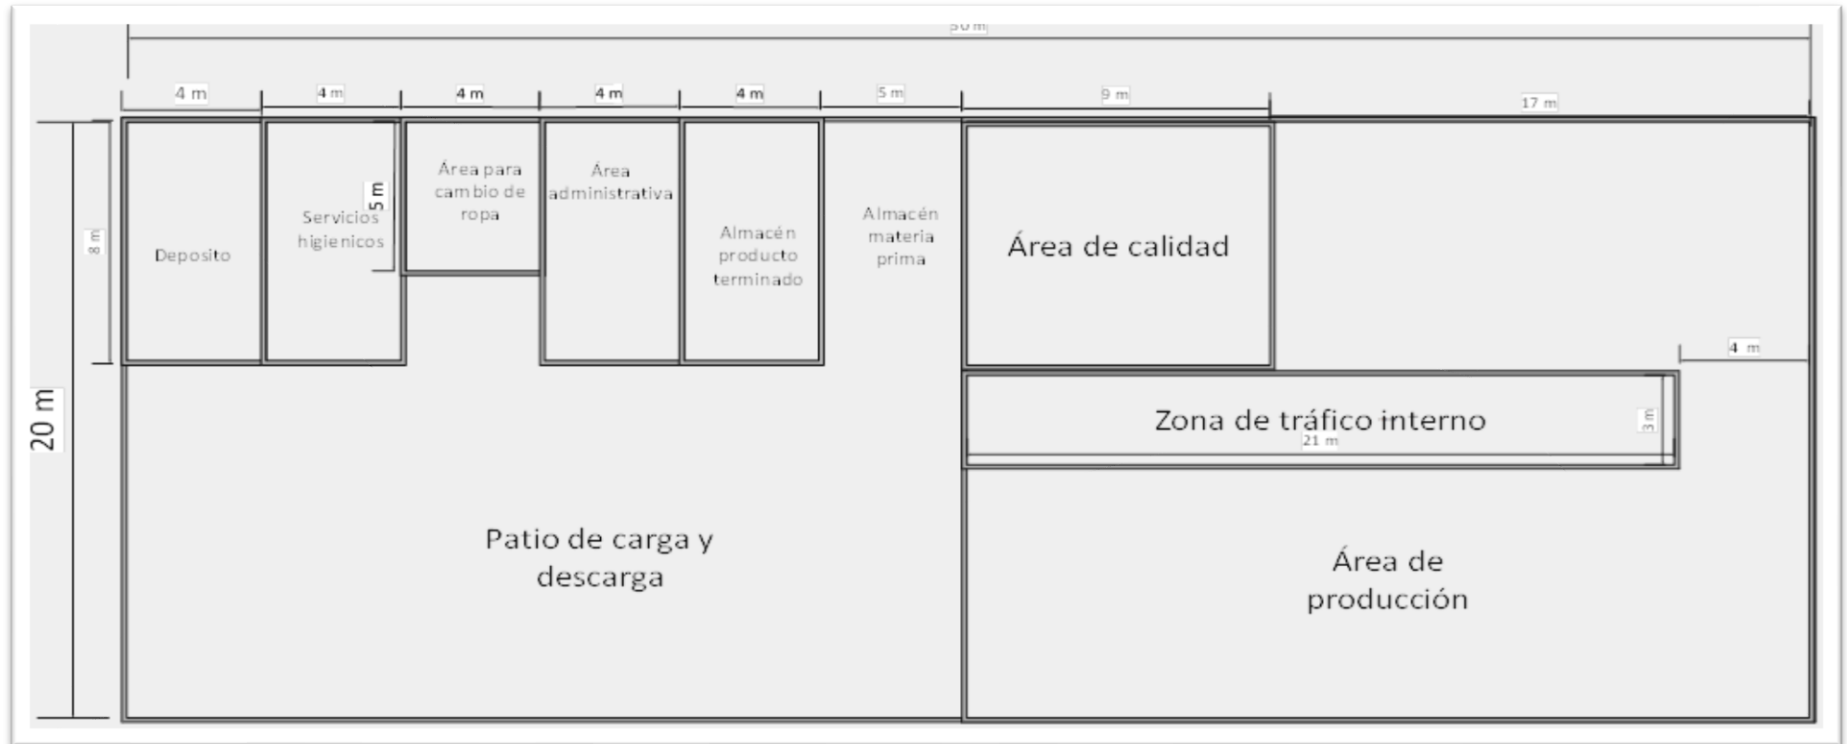 50 m
4 m
4 m
4 m
4 m
4 m
5 m
9 m
17 m
8 m
20 m
5 m
Deposito
Servicios
higienicos
Área para
cambio de
ropa
Área
administrativa
Almacén
producto
terminado
Almacén
materia
prima
Área de calidad
4 m
Zona de tráfico interno
21 m
3 m
Patio de carga y
descarga
Área de
producción